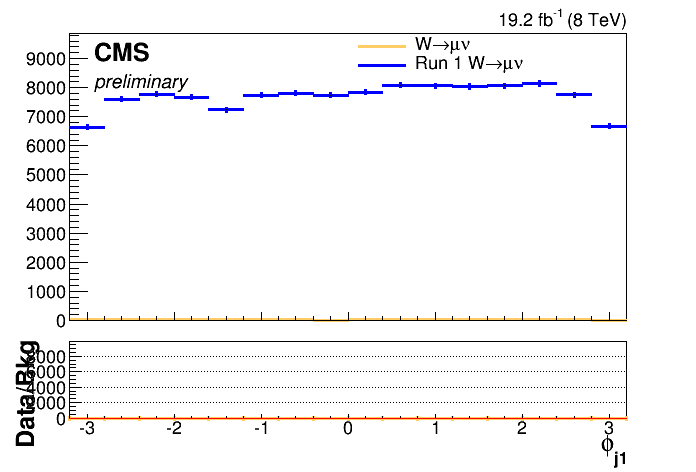 19.2 fb⁻¹ (8 TeV)
CMS
preliminary
W→μν
Run 1 W→μν
9000
8000
7000
6000
5000
4000
3000
2000
1000
0
Data/Bkg
0
-3 -2 -1 0 1 2 3
ϕj1